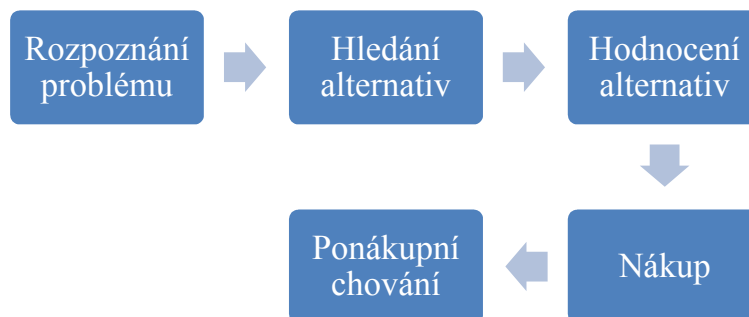 Rozpoznání
problému
Hledání
alternativ
Hodnocení
alternativ
Nákup
Ponákupní
chování